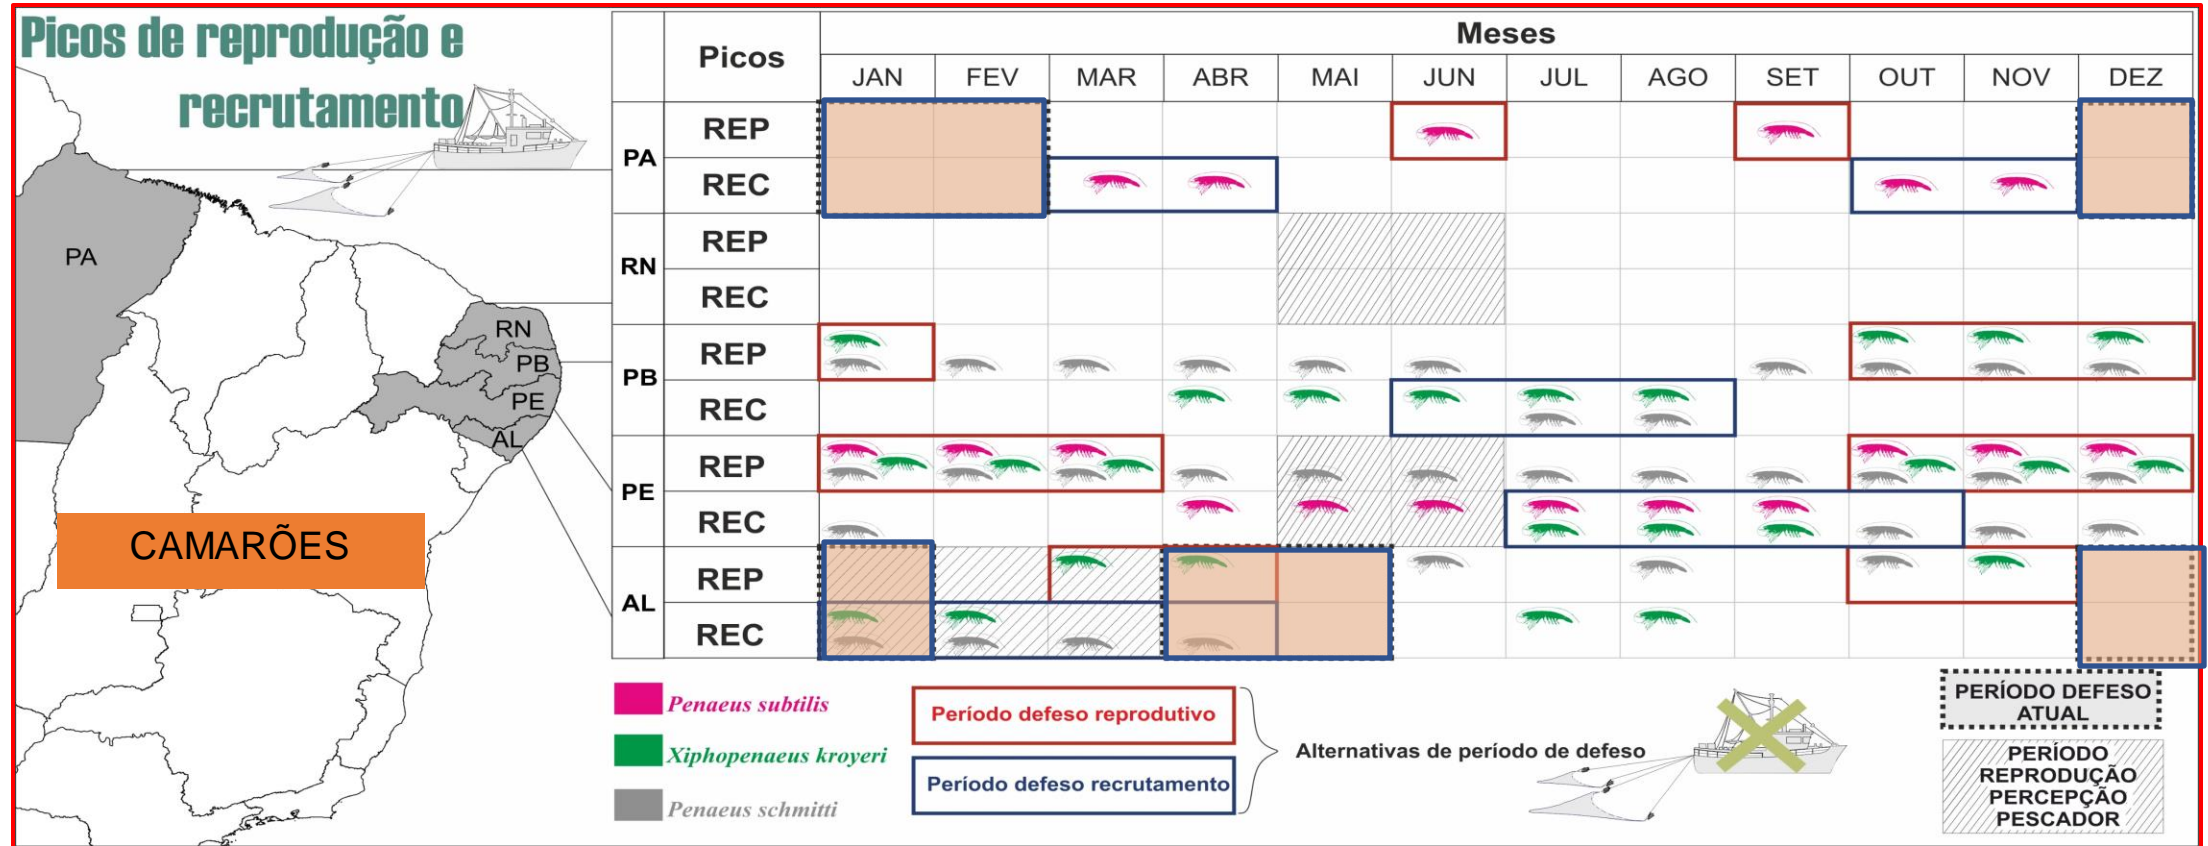 Picos de reprodução e
recrutamento
PA
RN
PB
PE
AL
CAMARÕES
Picos
Meses
JAN FEV MAR ABR MAI JUN JUL AGO SET OUT NOV DEZ
PA
REP
REC
RN
REP
REC
PB
REP
REC
PE
REP
REC
AL
REP
REC
Penaeus subtilis
Xiphopenaeus kroyeri
Penaeus schmitti
Período defeso reprodutivo
Período defeso recrutamento
Alternativas de período de defeso
PERÍODO DEFESO
ATUAL
PERÍODO
REPRODUÇÃO
PERCEPÇÃO
PESCADOR